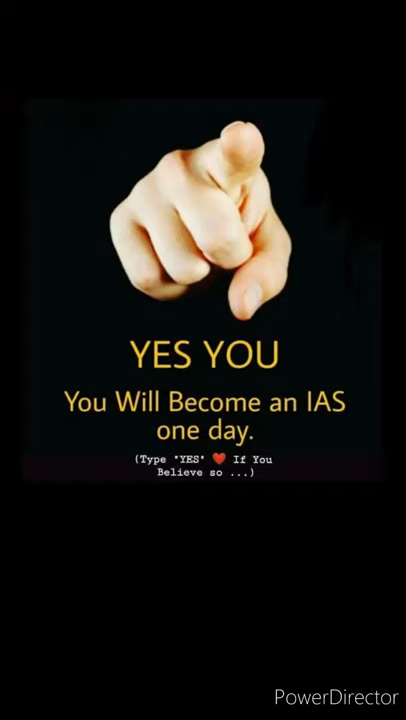 YES YOU
You Will Become an IAS
one day.
(Type "YES" ❤️ If You
Believe so ...)
PowerDirector